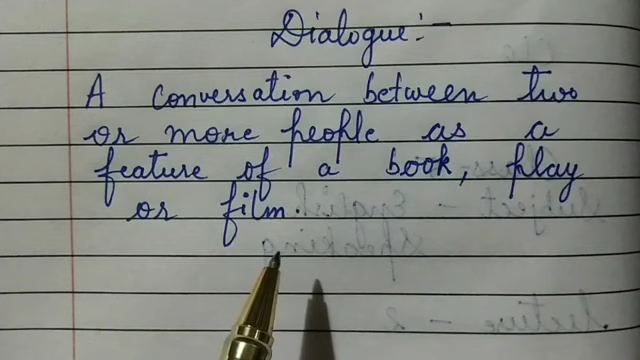 Dialogue:-
A conversation between two
or more people as a
feature of a book, play
or film.